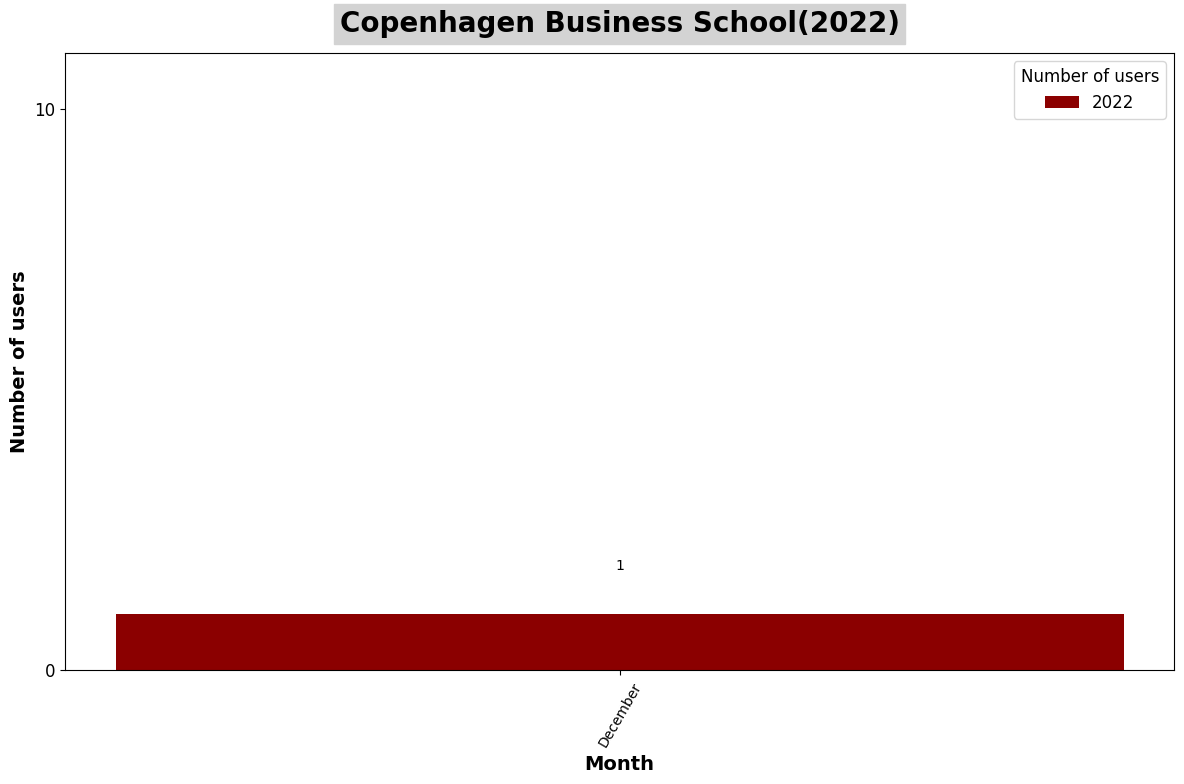 Copenhagen Business School(2022)
Number of users
2022
10
Number of users
1
0
December
Month